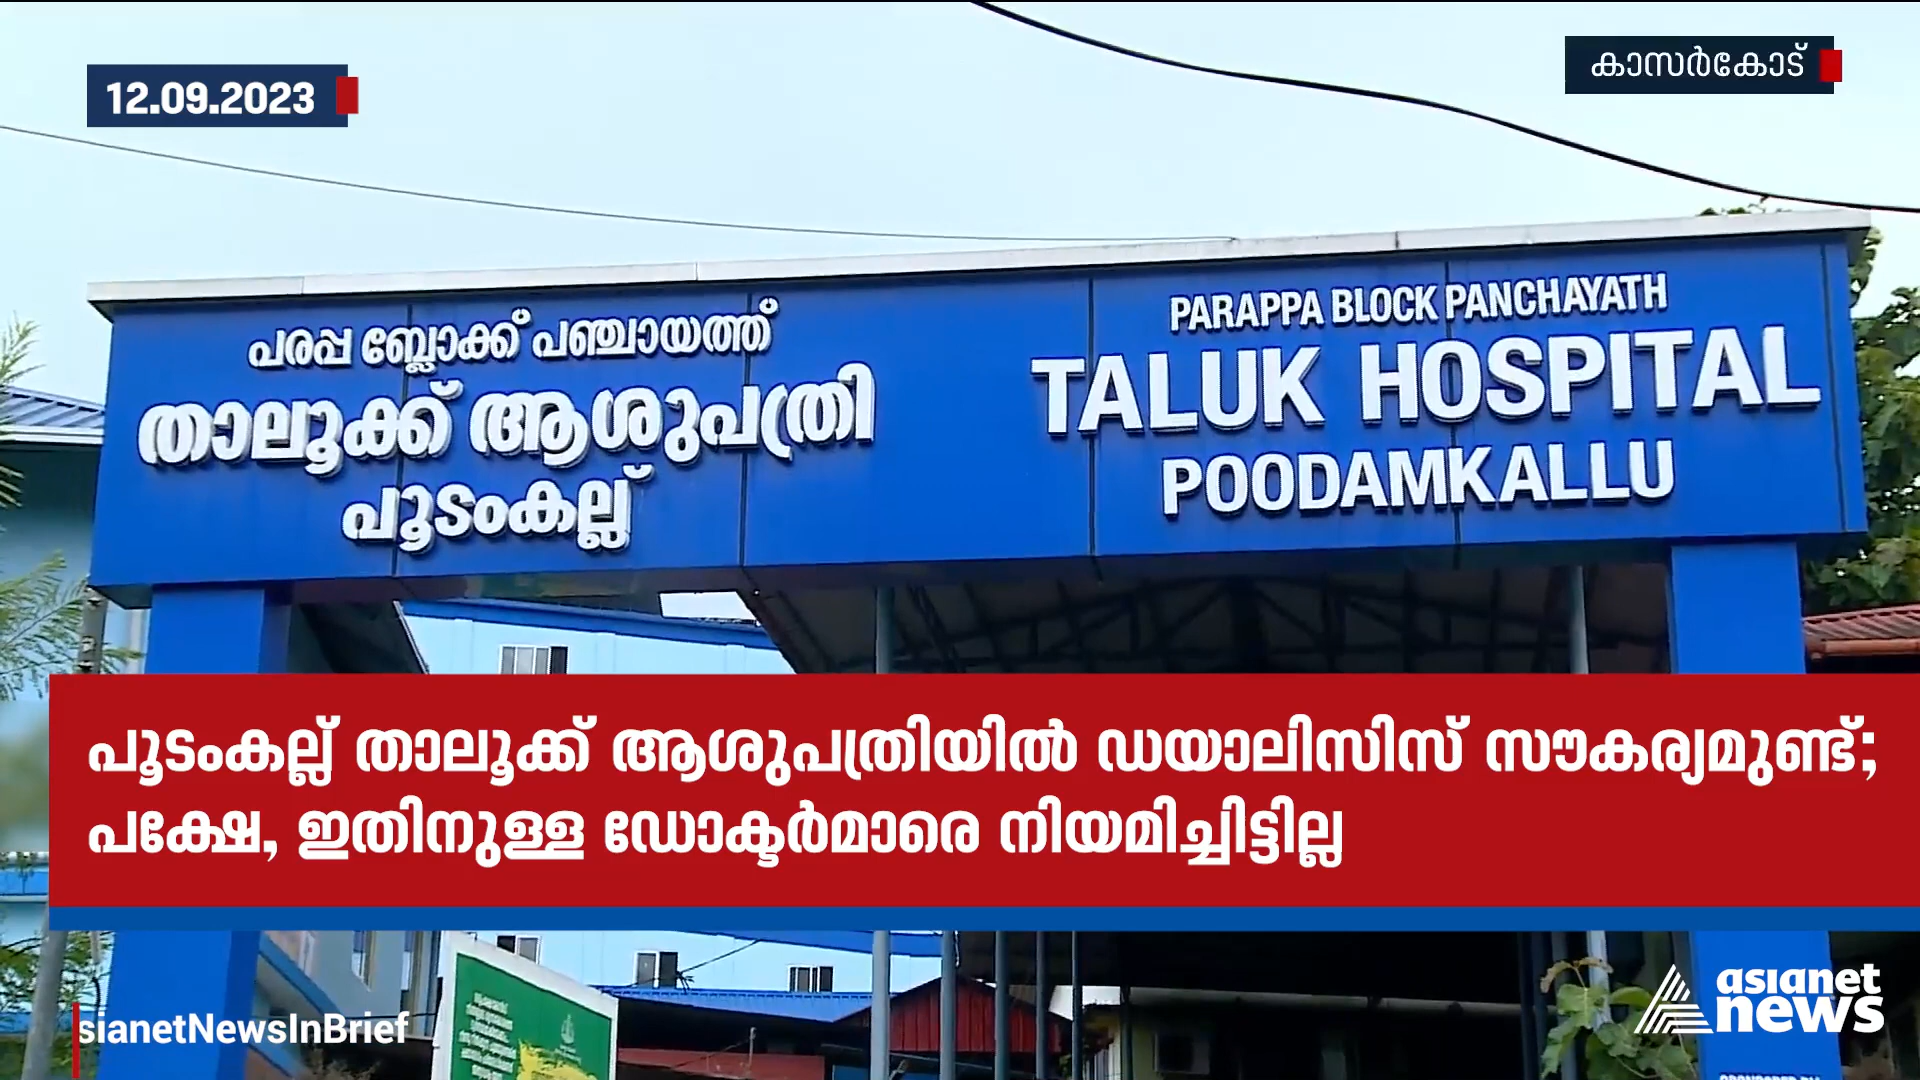 12.09.2023
കാസർകോട്
പരപ്പ ബ്ലോക്ക് പഞ്ചായത്ത്
താലൂക്ക് ആശുപത്രി
പൂടംകല്ല്
PARAPPA BLOCK PANCHAYATH
TALUK HOSPITAL
POODAMKALLU
പൂടംകല്ല് താലൂക്ക് ആശുപത്രിയിൽ ഡയാലിസിസ് സൗകര്യമുണ്ട്;
പക്ഷേ, ഇതിനുള്ള ഡോക്ടർമാരെ നിയമിച്ചിട്ടില്ല
sianetNewsInBrief
asianet
news